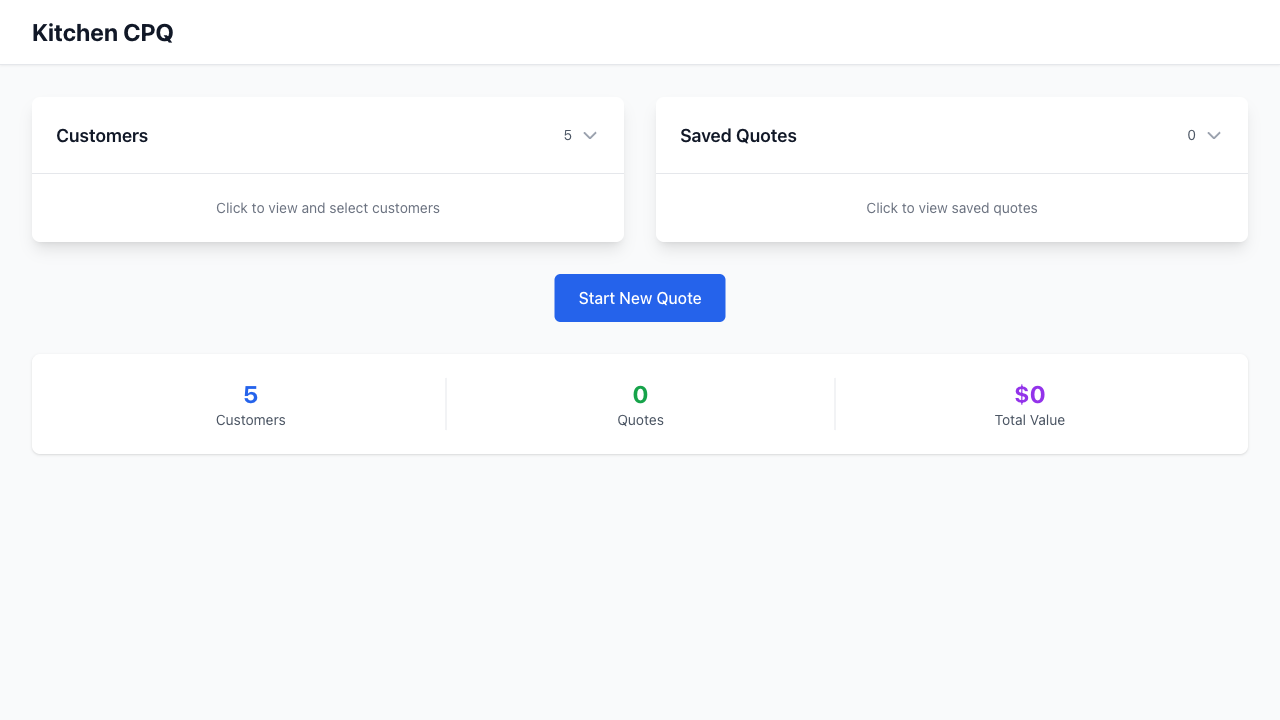 Kitchen CPQ
Customers 5
Click to view and select customers
Saved Quotes 0
Click to view saved quotes
Start New Quote
5
Customers
0
Quotes
$0
Total Value